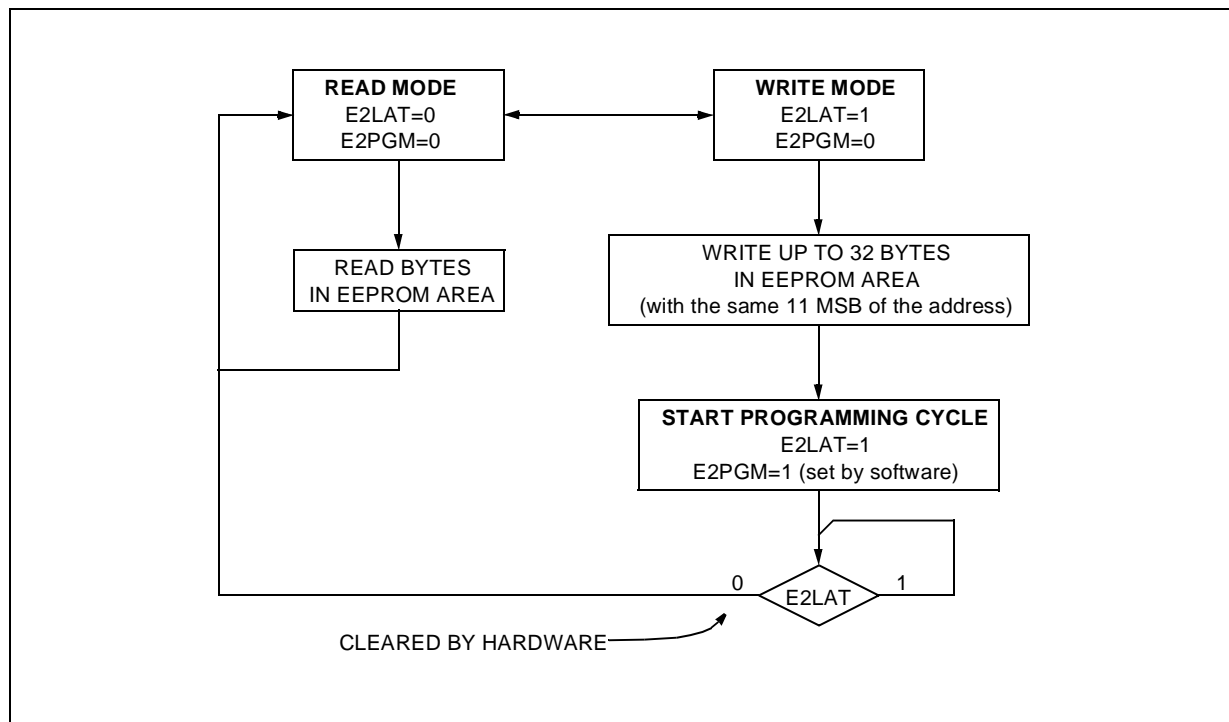 READ MODE
E2LAT=0
E2PGM=0
WRITE MODE
E2LAT=1
E2PGM=0
READ BYTES
IN EEPROM AREA
WRITE UP TO 32 BYTES
IN EEPROM AREA
(with the same 11 MSB of the address)
START PROGRAMMING CYCLE
E2LAT=1
E2PGM=1 (set by software)
0
E2LAT
1
CLEARED BY HARDWARE